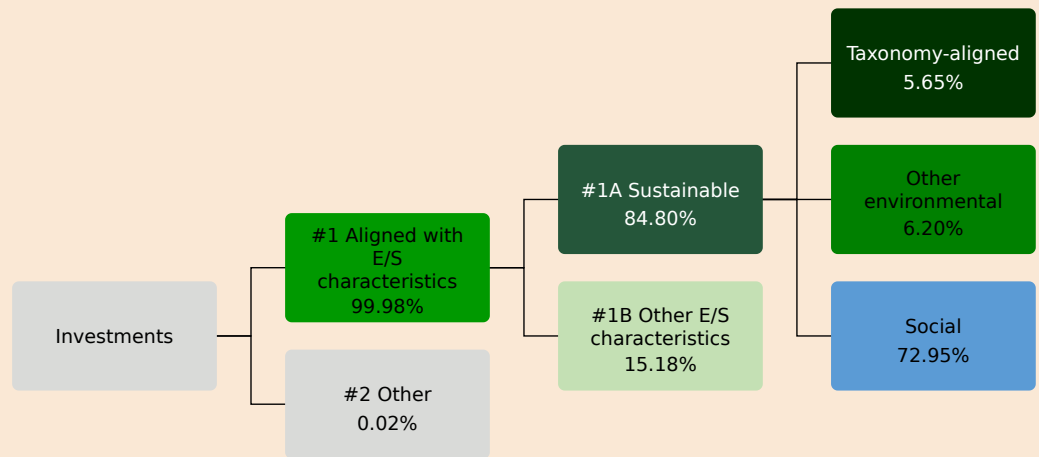 Investments
#1 Aligned with
E/S
characteristics
99.98%
#2 Other
0.02%
#1A Sustainable
84.80%
#1B Other E/S
characteristics
15.18%
Taxonomy-aligned
5.65%
Other
environmental
6.20%
Social
72.95%